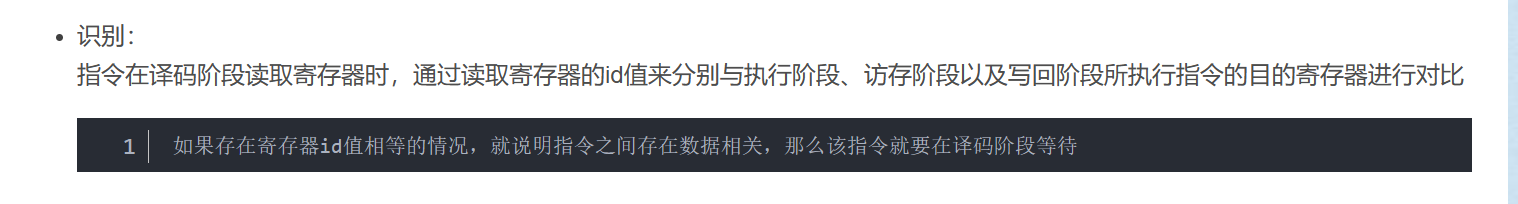 识别：
指令在译码阶段读取寄存器时，通过读取寄存器的id值来分别与执行阶段、访存阶段以及写回阶段所执行指令的目的寄存器进行对比
1 如果存在寄存器id值相等的情况，就说明指令之间存在数据相关，那么该指令就要在译码阶段等待